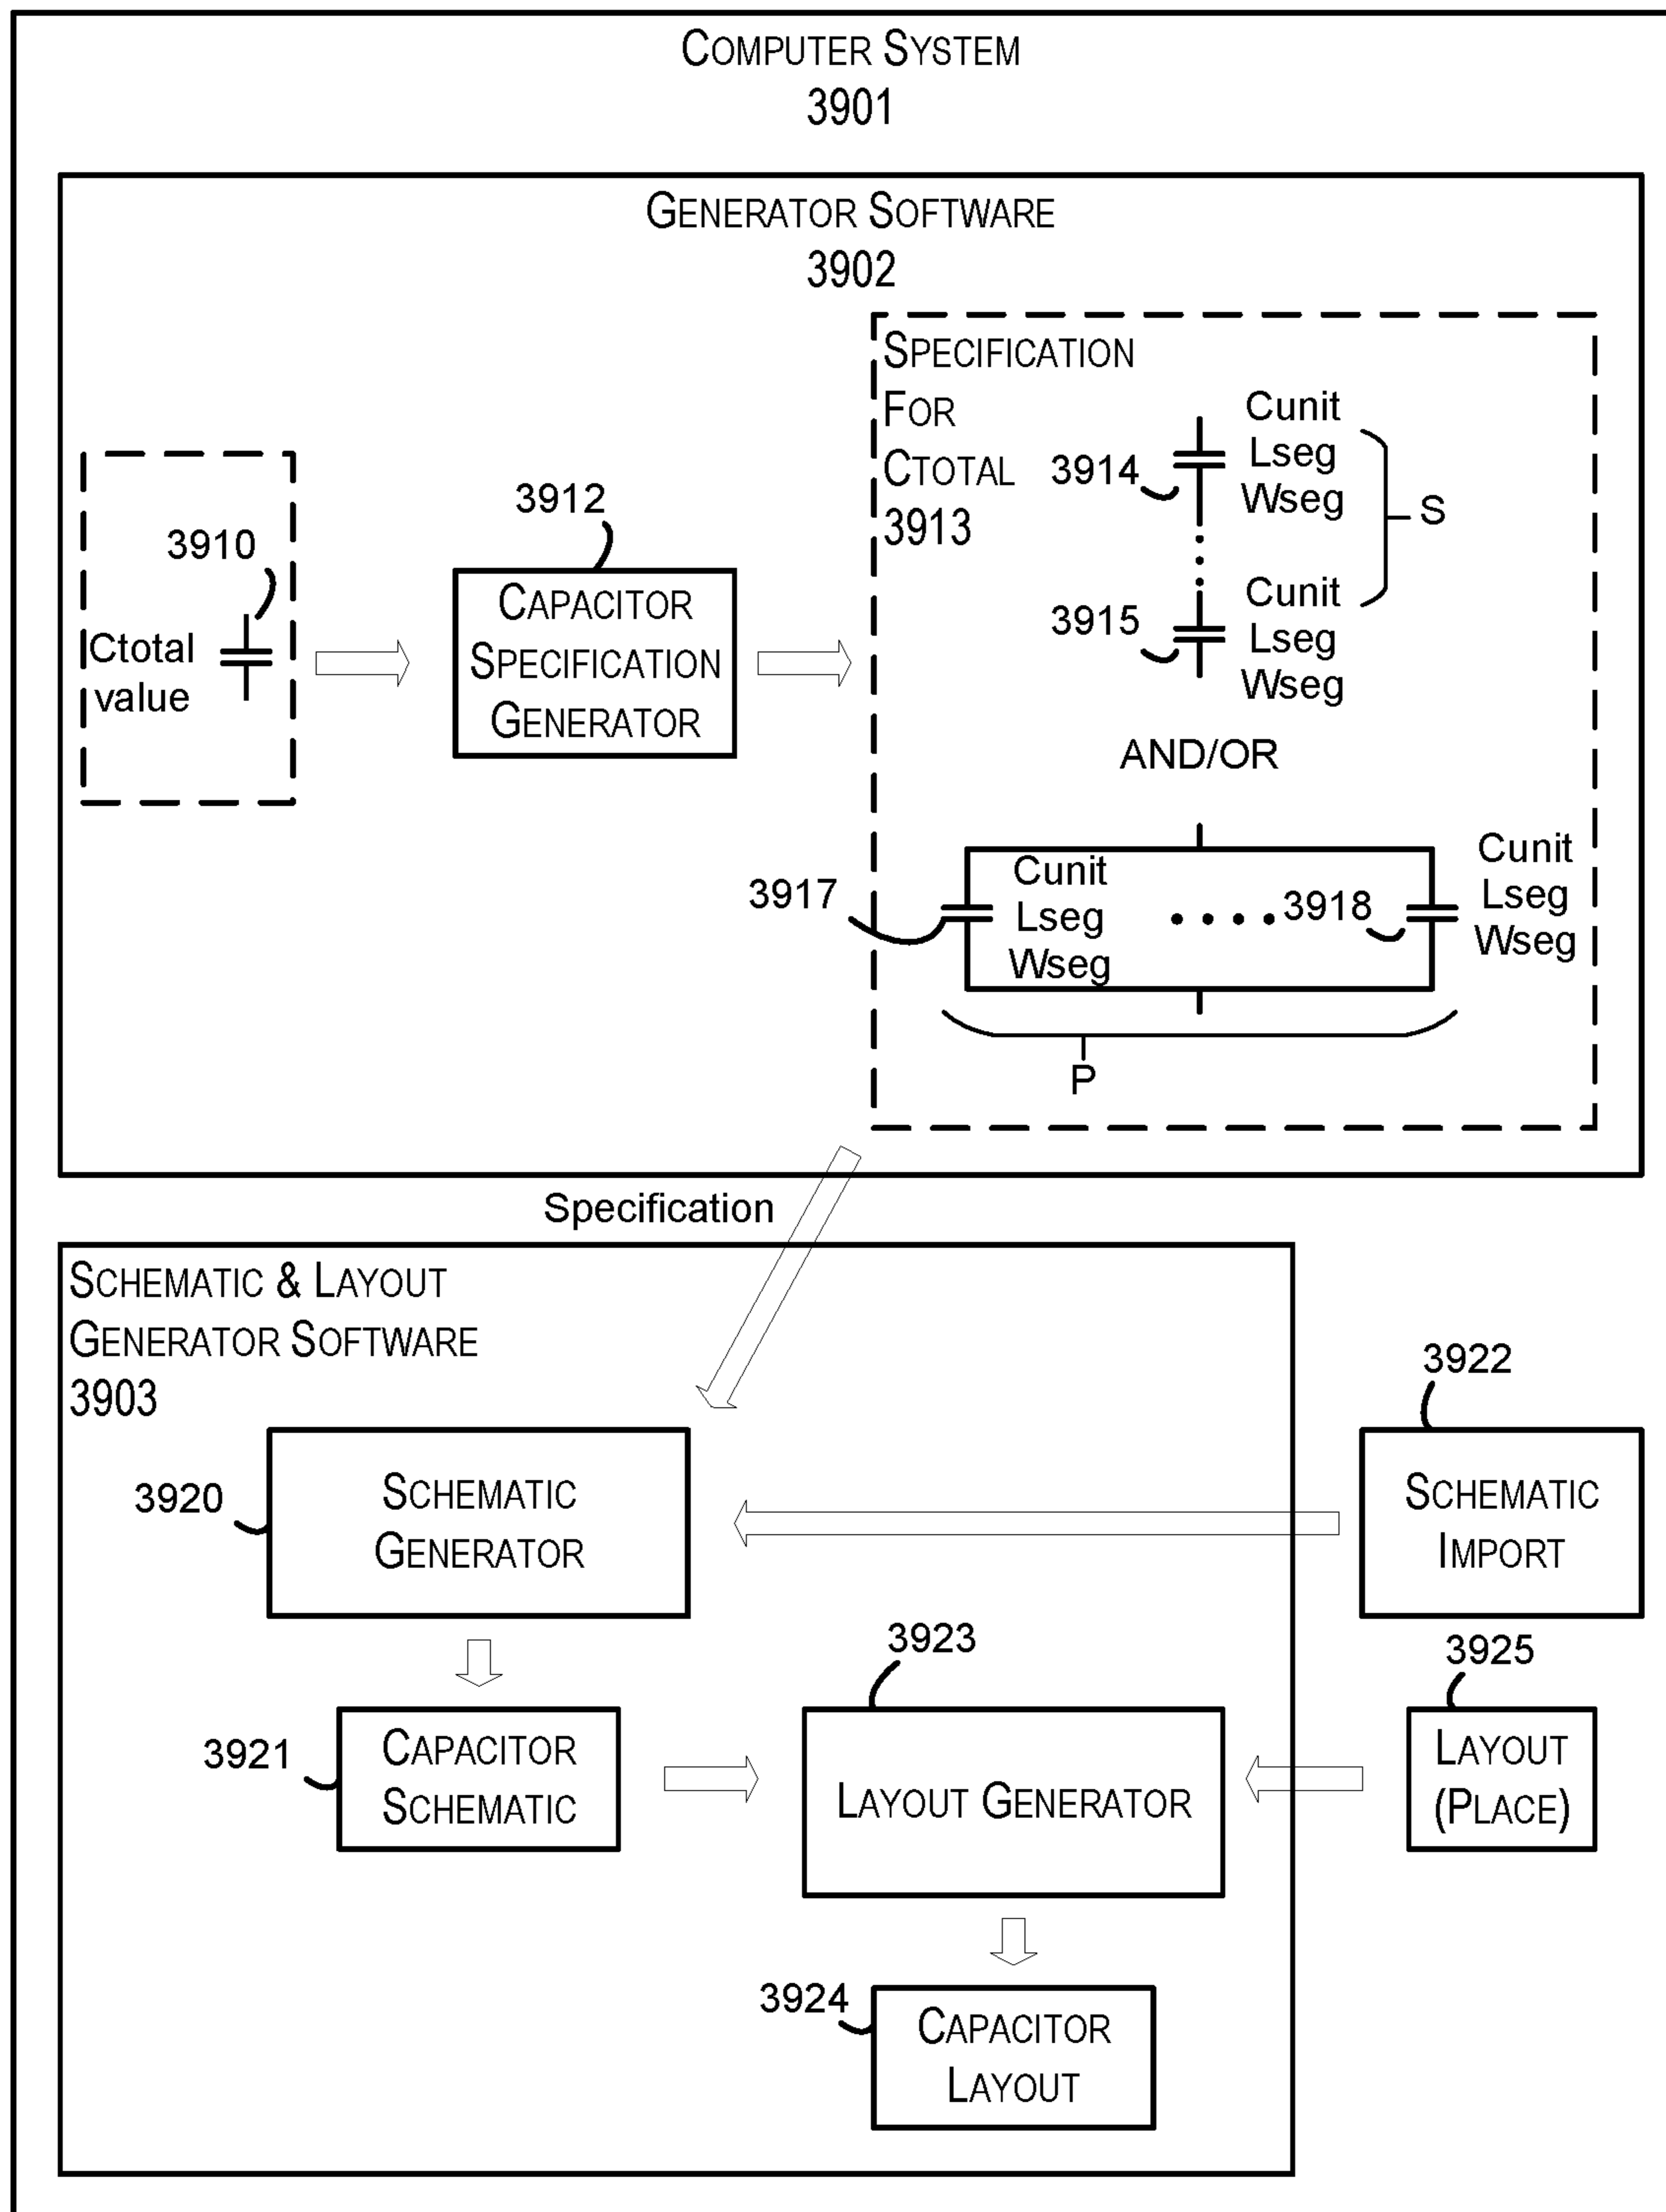 COMPUTER SYSTEM
3901
GENERATOR SOFTWARE
3902
SPECIFICATION
FOR
CTOTAL
3913
3914
Cunit
Lseg
Wseg
S
3915
Cunit
Lseg
Wseg
3910
Ctotal
value
3912
CAPACITOR
SPECIFICATION
GENERATOR
AND/OR
3917
Cunit
Lseg
Wseg
3918
Cunit
Lseg
Wseg
P
Specification
SCHEMATIC & LAYOUT
GENERATOR SOFTWARE
3903
3920
SCHEMATIC
GENERATOR
3922
SCHEMATIC
IMPORT
3921
CAPACITOR
SCHEMATIC
3923
LAYOUT GENERATOR
3925
LAYOUT
(PLACE)
3924
CAPACITOR
LAYOUT